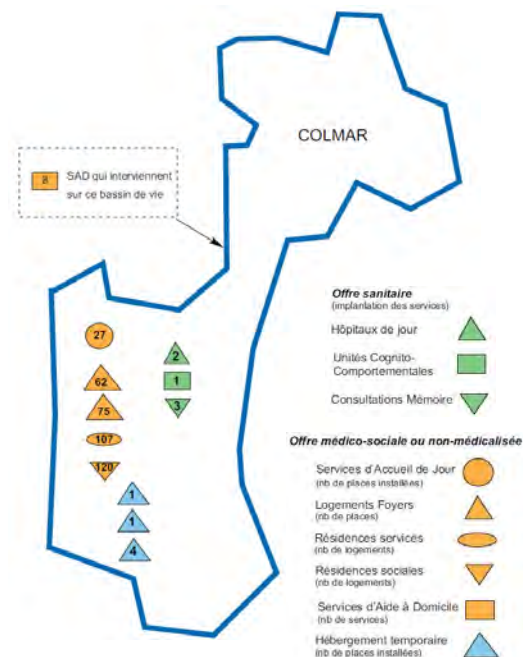 COLMAR
8 SAD qui interviennent
sur ce bassin de vie
27
62
75
107
120
2
1
3
1
1
4
Offre sanitaire
(implantation des services)
Hôpitaux de jour
Unités Cognito-
Comportementales
Consultations Mémoire
Offre médico-sociale ou non-médicalisée
Services d'Accueil de Jour
(nb de places installées)
Logements Foyers
(nb de places)
Résidences services
(nb de logements)
Résidences sociales
(nb de logements)
Services d'Aide à Domicile
(nb de services)
Hébergement temporaire
(nb de places installées)